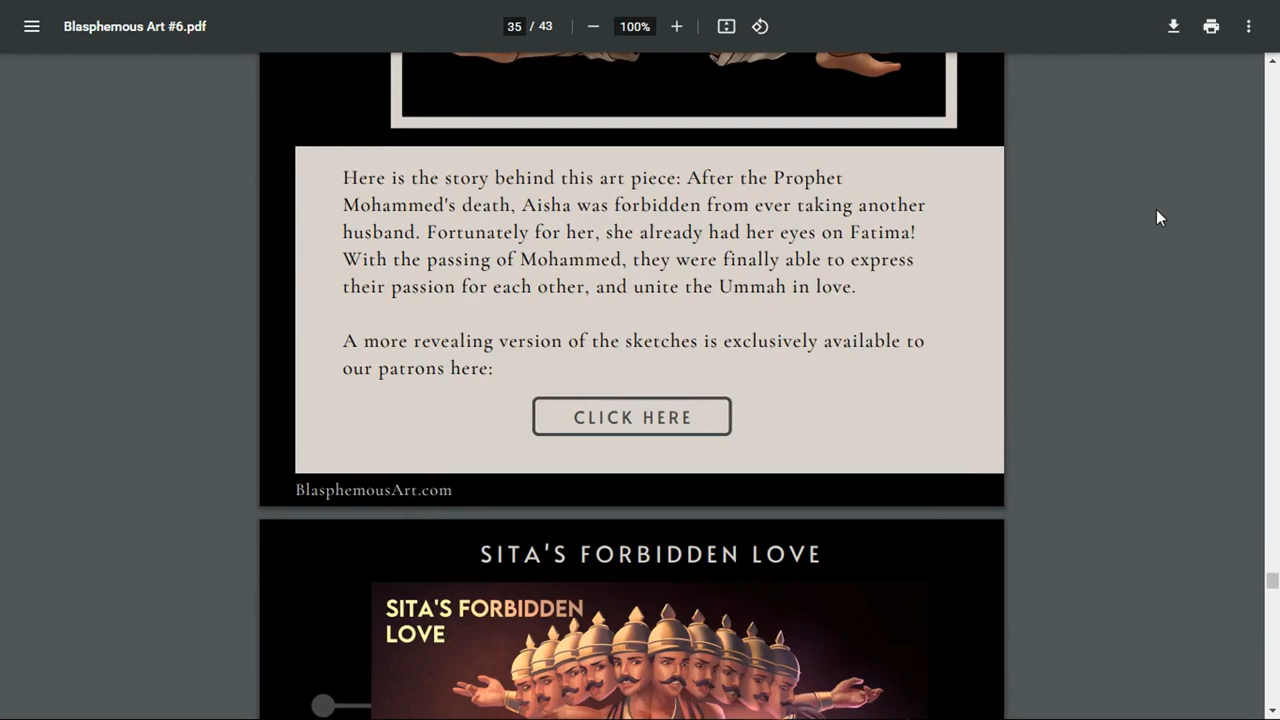 Blasphemous Art #6.pdf
35 / 43
100%
Here is the story behind this art piece: After the Prophet
Mohammed's death, Aisha was forbidden from ever taking another
husband. Fortunately for her, she already had her eyes on Fatima!
With the passing of Mohammed, they were finally able to express
their passion for each other, and unite the Ummah in love.
A more revealing version of the sketches is exclusively available to
our patrons here:
CLICK HERE
BlasphemousArt.com
SITA'S FORBIDDEN LOVE
SITA'S FORBIDDEN
LOVE